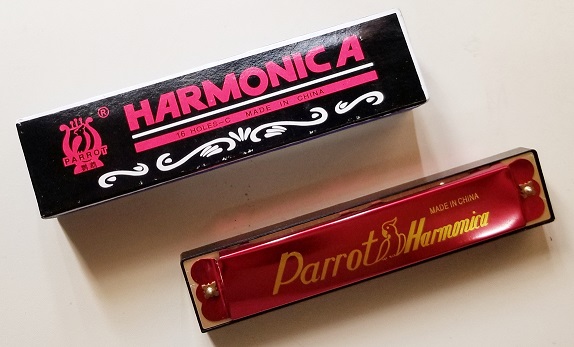 HARMONICA
®
16 HOLES-C MADE IN CHINA
PARROT
MADE IN CHINA
Parrot Harmonica